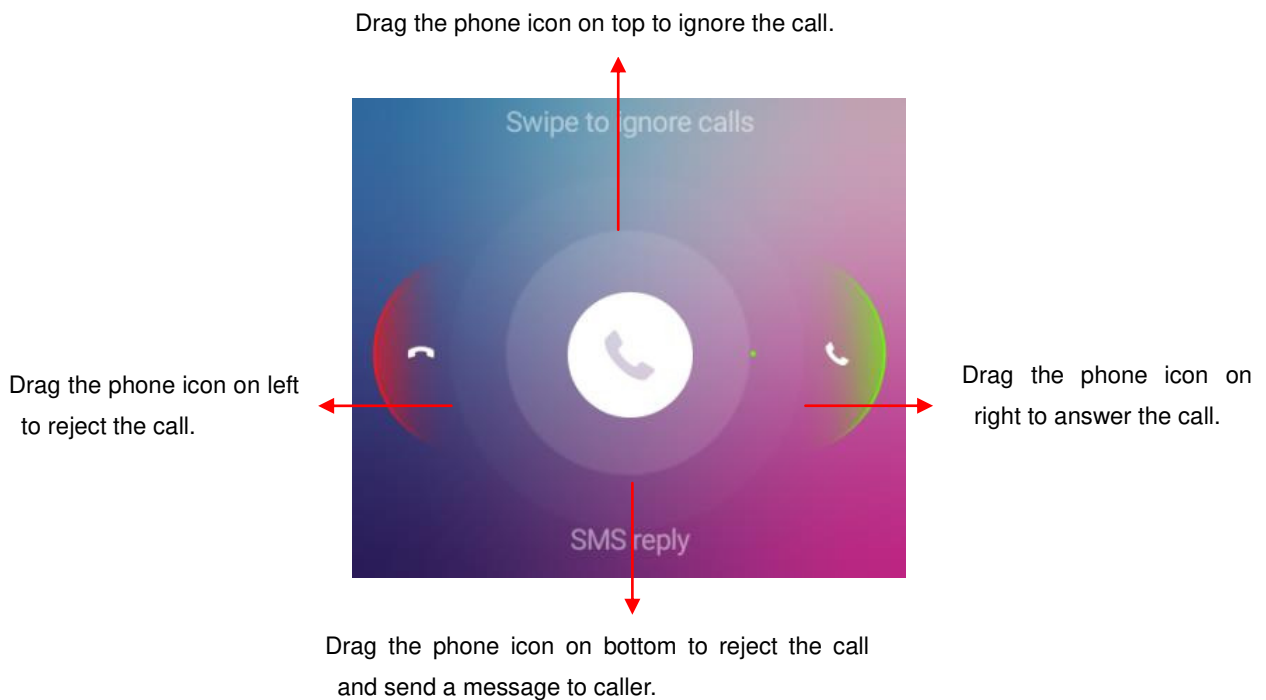 Drag the phone icon on top to ignore the call.
Swipe to ignore calls
Drag the phone icon on left
to reject the call.
Drag the phone icon on
right to answer the call.
SMS reply
Drag the phone icon on bottom to reject the call
and send a message to caller.